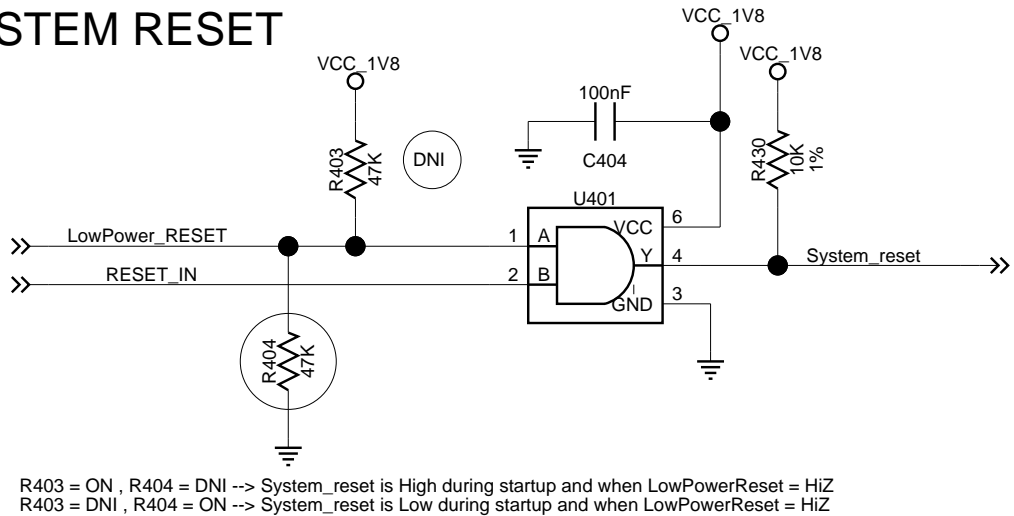 STEM RESET
VCC_1V8
VCC_1V8
VCC_1V8
100nF
C404
R403
47K
DNI
R430
10K
1%
U401
VCC
6
LowPower_RESET
1
A
Y
4
System_reset
RESET_IN
2
B
GND
3
R404
47K
R403 = ON , R404 = DNI --> System_reset is High during startup and when LowPowerReset = HiZ
R403 = DNI , R404 = ON --> System_reset is Low during startup and when LowPowerReset = HiZ